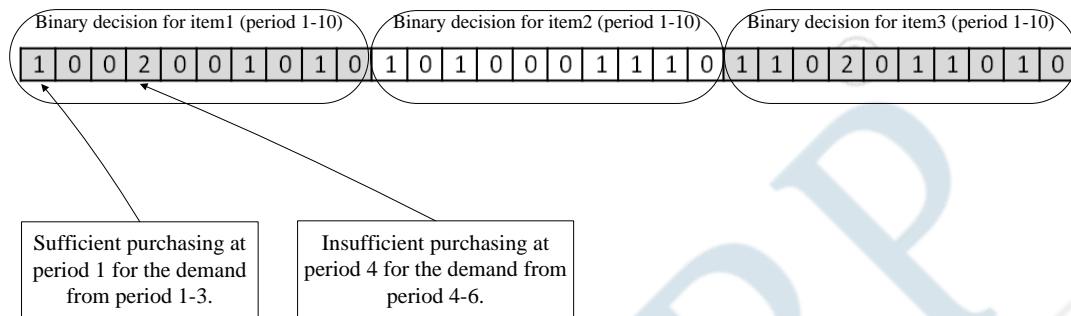 Binary decision for item1 (period 1-10) Binary decision for item2 (period 1-10) Binary decision for item3 (period 1-10)
1 0 0 2 0 0 1 0 1 0 1 0 1 0 0 0 1 1 1 0 1 1 0 2 0 1 1 0 1 0
Sufficient purchasing at
period 1 for the demand
from period 1-3.
Insufficient purchasing at
period 4 for the demand from
period 4-6.